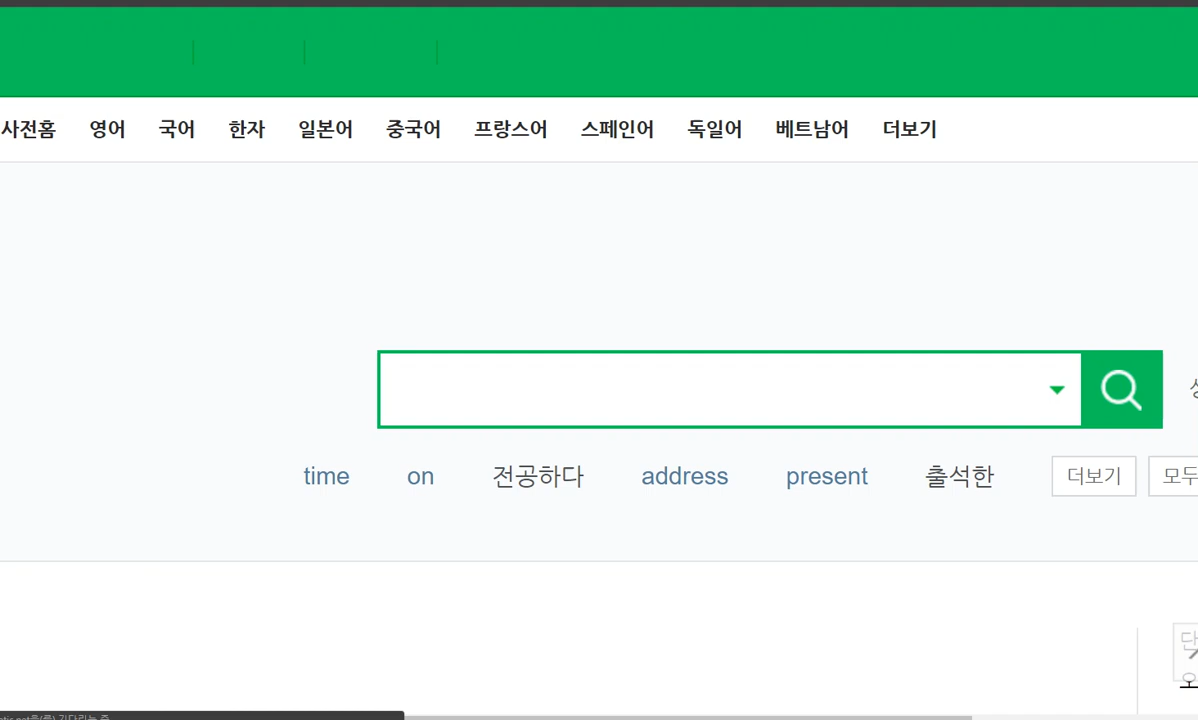 사전홈 영어 국어 한자 일본어 중국어 프랑스어 스페인어 독일어 베트남어 더보기
time on 전공하다 address present 출석한 더보기 모두